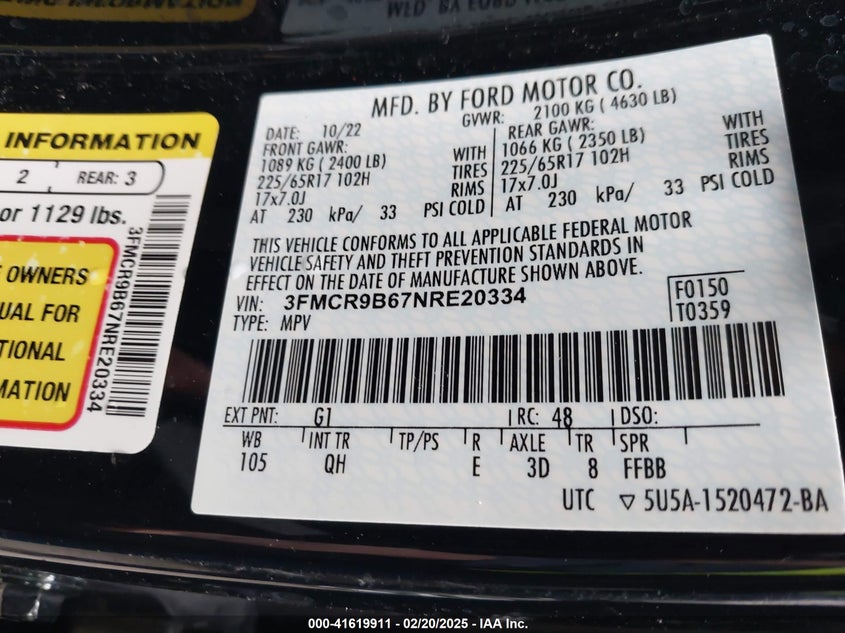 WLD BA EOBD
INFORMATION
2 REAR: 3
or 1129 lbs.
OWNERS
UAL FOR
TIONAL
MATION
3FMCR9B67NRE20334
MFD. BY FORD MOTOR CO.
DATE: 10/22 GVWR: 2100 KG ( 4630 LB)
FRONT GAWR: WITH REAR GAWR: WITH
1089 KG ( 2400 LB) TIRES 1066 KG ( 2350 LB) TIRES
225/65R17 102H RIMS 225/65R17 102H RIMS
17x7.0J 17x7.0J
AT 230 kPa/ 33 PSI COLD AT 230 kPa/ 33 PSI COLD
THIS VEHICLE CONFORMS TO ALL APPLICABLE FEDERAL MOTOR
VEHICLE SAFETY AND THEFT PREVENTION STANDARDS IN
EFFECT ON THE DATE OF MANUFACTURE SHOWN ABOVE.
VIN: 3FMCR9B67NRE20334 F0150
TYPE: MPV T0359
EXT PNT: G1 RC: 48 DSO:
WB INT TR TP/PS R AXLE TR SPR
105 QH E 3D 8 FFBB
UTC ▽ 5U5A-1520472-BA
000-41619911 - 02/20/2025 - IAA Inc.